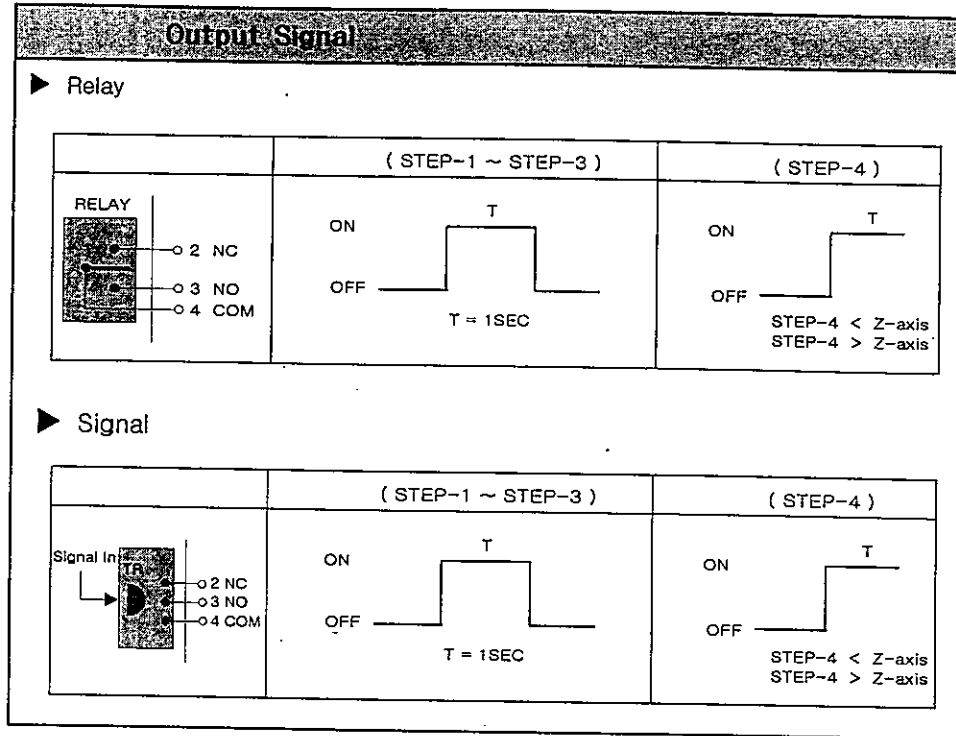 Output Signal
▶ Relay
( STEP-1 ~ STEP-3 )
( STEP-4 )
RELAY
2 NC
3 NO
4 COM
ON
T
OFF
T = 1SEC
ON
T
OFF
STEP-4 < Z-axis
STEP-4 > Z-axis
▶ Signal
( STEP-1 ~ STEP-3 )
( STEP-4 )
Signal In
TR
2 NC
3 NO
4 COM
ON
T
OFF
T = 1SEC
ON
T
OFF
STEP-4 < Z-axis
STEP-4 > Z-axis